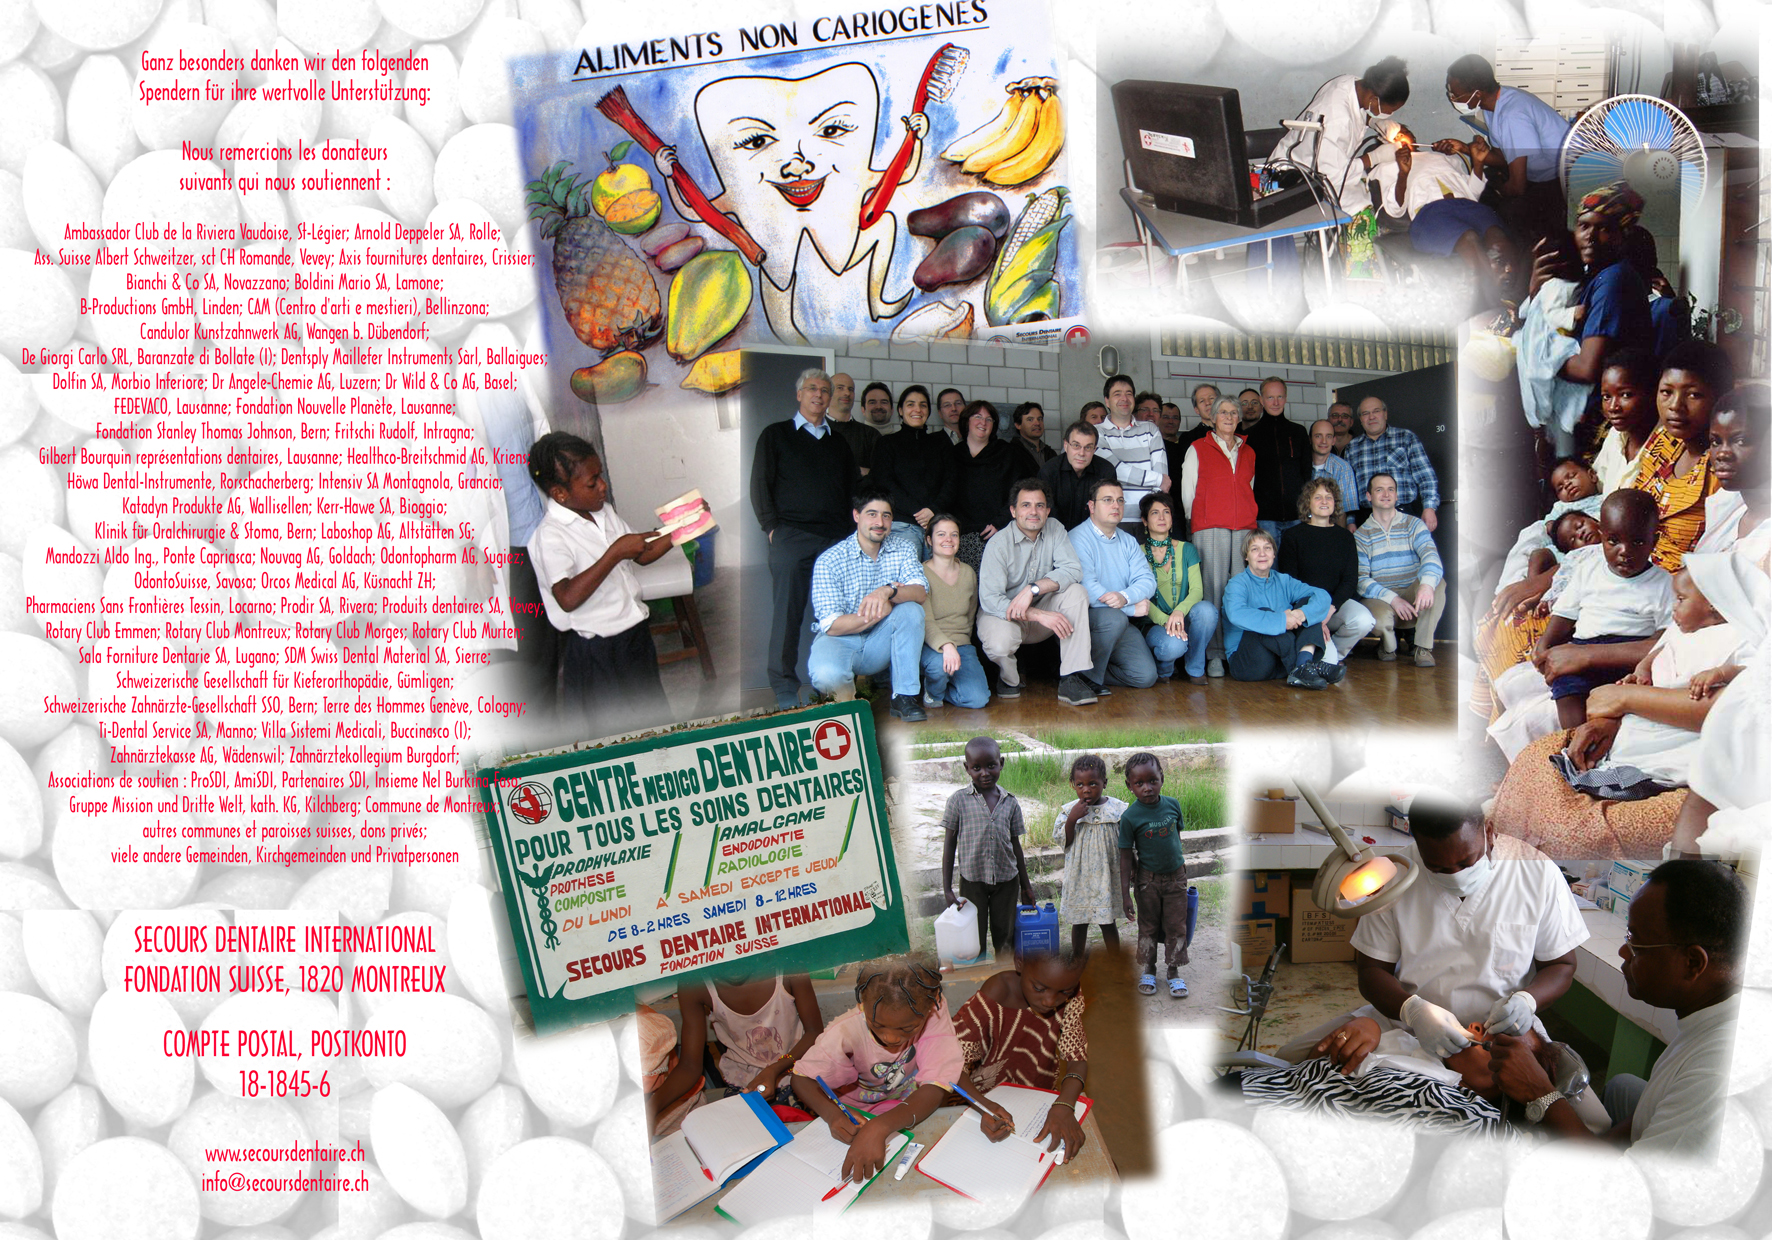 Ganz besonders danken wir den folgenden
Spendern für ihre wertvolle Unterstützung:
Nous remercions les donateurs
suivants qui nous soutiennent :
Ambassador Club de la Riviera Vaudoise, St-Légier; Arnold Deppeler SA, Rolle;
Ass. Suisse Albert Schweitzer, sct CH Romande, Vevey; Axis fournitures dentaires, Crissier;
Bianchi & Co SA, Novazzano; Boldini Mario SA, Lamone;
B-Productions GmbH, Linden; CAM (Centro d'arti e mestieri), Bellinzona;
Candulor Kunstzahnwerk AG, Wangen b. Dübendorf;
De Giorgi Carlo SRL, Baranzate di Bollate (I); Dentsply Maillefer Instruments Sàrl, Ballaigues;
Dolfin SA, Morbio Inferiore; Dr Angele-Chemie AG, Luzern; Dr Wild & Co AG, Basel;
FEDEVACO, Lausanne; Fondation Nouvelle Planète, Lausanne;
Fondation Stanley Thomas Johnson, Bern; Fritschi Rudolf, Intragna;
Gilbert Bourquin représentations dentaires, Lausanne; Healthco-Breitschmid AG, Kriens;
Höwa Dental-Instrumente, Rorschacherberg; Intensiv SA Montagnola, Grancia;
Katadyn Produkte AG, Wallisellen; Kerr-Hawe SA, Bioggio;
Klinik für Oralchirurgie & Stoma, Bern; Laboshop AG, Altstätten SG;
Mandozzi Aldo Ing., Ponte Capriasca; Nouvag AG, Goldach; Odontopharm AG, Sugiez;
OdontoSuisse, Savosa; Orcos Medical AG, Küsnacht ZH;
Pharmaciens Sans Frontières Tessin, Locarno; Prodir SA, Rivera; Produits dentaires SA, Vevey;
Rotary Club Emmen; Rotary Club Montreux; Rotary Club Morges; Rotary Club Murten;
Sala Forniture Dentarie SA, Lugano; SDM Swiss Dental Material SA, Sierre;
Schweizerische Gesellschaft für Kieferorthopädie, Gümligen;
Schweizerische Zahnärzte-Gesellschaft SSO, Bern; Terre des Hommes Genève, Cologny;
Ti-Dental Service SA, Manno; Villa Sistemi Medicali, Buccinasco (I);
Zahnärztekasse AG, Wädenswil; Zahnärztekollegium Burgdorf;
Associations de soutien : ProSDI, AmiSDI, Partenaires SDI, Insieme Nel Burkina Faso;
Gruppe Mission und Dritte Welt, kath. KG, Kilchberg; Commune de Montreux;
autres communes et paroisses suisses, dons privés;
viele andere Gemeinden, Kirchgemeinden und Privatpersonen
SECOURS DENTAIRE INTERNATIONAL
FONDATION SUISSE, 1820 MONTREUX
COMPTE POSTAL, POSTKONTO
18-1845-6
www.secoursdentaire.ch
info@secoursdentaire.ch
ALIMENTS NON CARIOGENES
SECOURS DENTAIRE
INTERNATIONAL
30
CENTRE MEDICO DENTAIRE
POUR TOUS LES SOINS DENTAIRES
PROPHYLAXIE
PROTHESE
COMPOSITE
AMALGAME
ENDODONTIE
RADIOLOGIE
DU LUNDI A SAMEDI EXCEPTE JEUDI
DE 8-2HRES SAMEDI 8-12HRES
SECOURS DENTAIRE INTERNATIONAL
FONDATION SUISSE